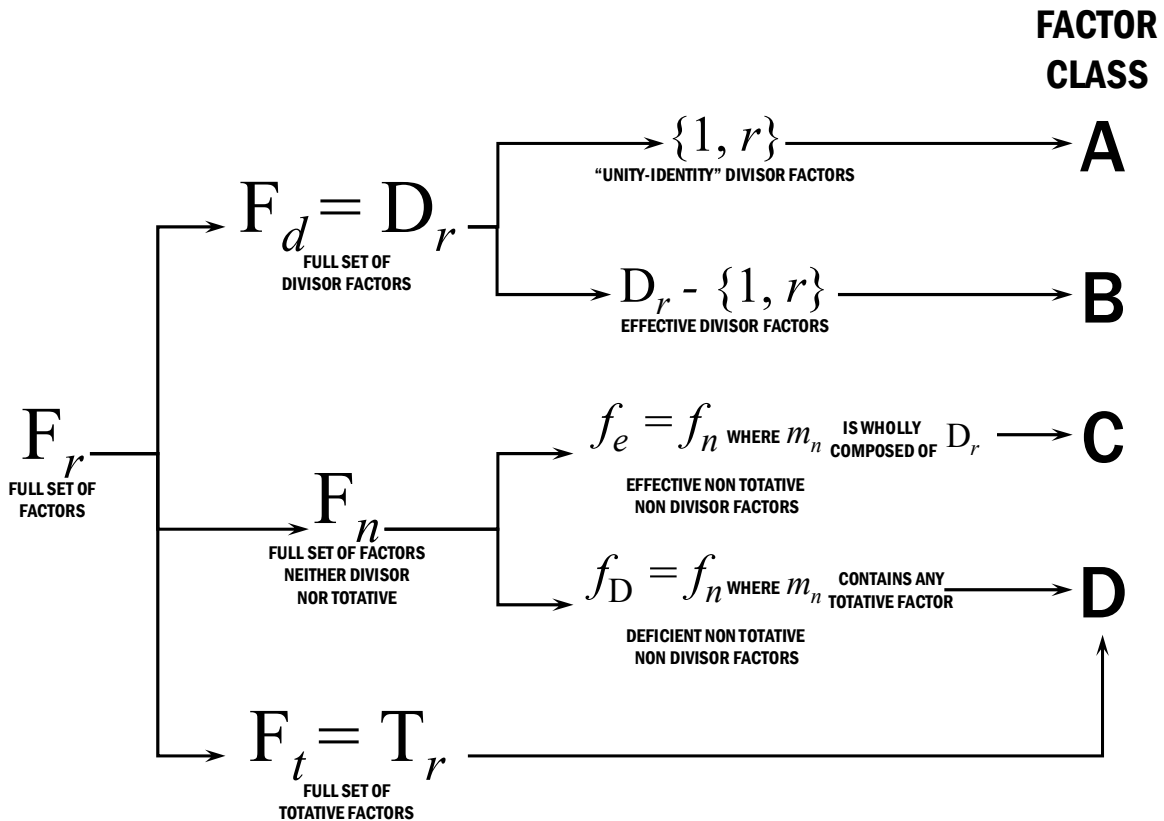 FACTOR
CLASS
{1, r}
A
“UNITY-IDENTITY” DIVISOR FACTORS
F_d = D_r
FULL SET OF
DIVISOR FACTORS
D_r - {1, r}
B
EFFECTIVE DIVISOR FACTORS
F_r
FULL SET OF
FACTORS
f_e = f_n WHERE m_n IS WHOLLY
COMPOSED OF D_r
C
EFFECTIVE NON TOTATIVE
NON DIVISOR FACTORS
F_n
FULL SET OF FACTORS
NEITHER DIVISOR
NOR TOTATIVE
f_D = f_n WHERE m_n CONTAINS ANY
TOTATIVE FACTOR
D
DEFICIENT NON TOTATIVE
NON DIVISOR FACTORS
F_t = T_r
FULL SET OF
TOTATIVE FACTORS